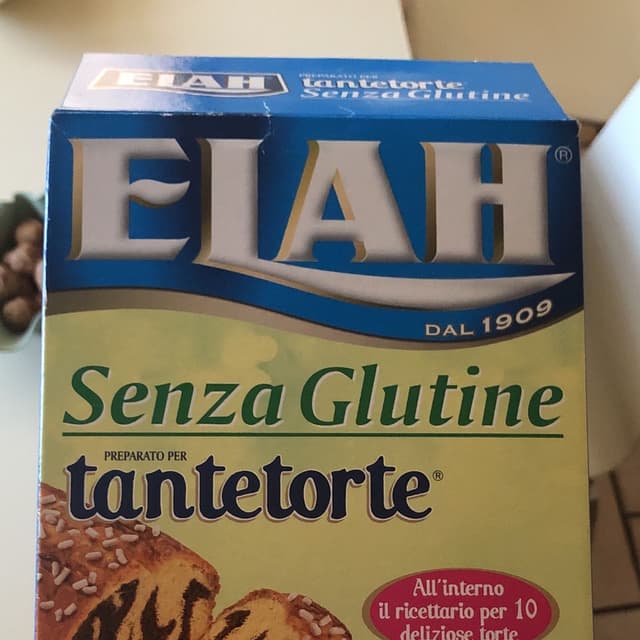 ELAH PREPARATO PER
tantetorte
Senza Glutine
ELAH®
DAL 1909
Senza Glutine
PREPARATO PER
tantetorte®
All'interno
il ricettario per 10
deliziose torte